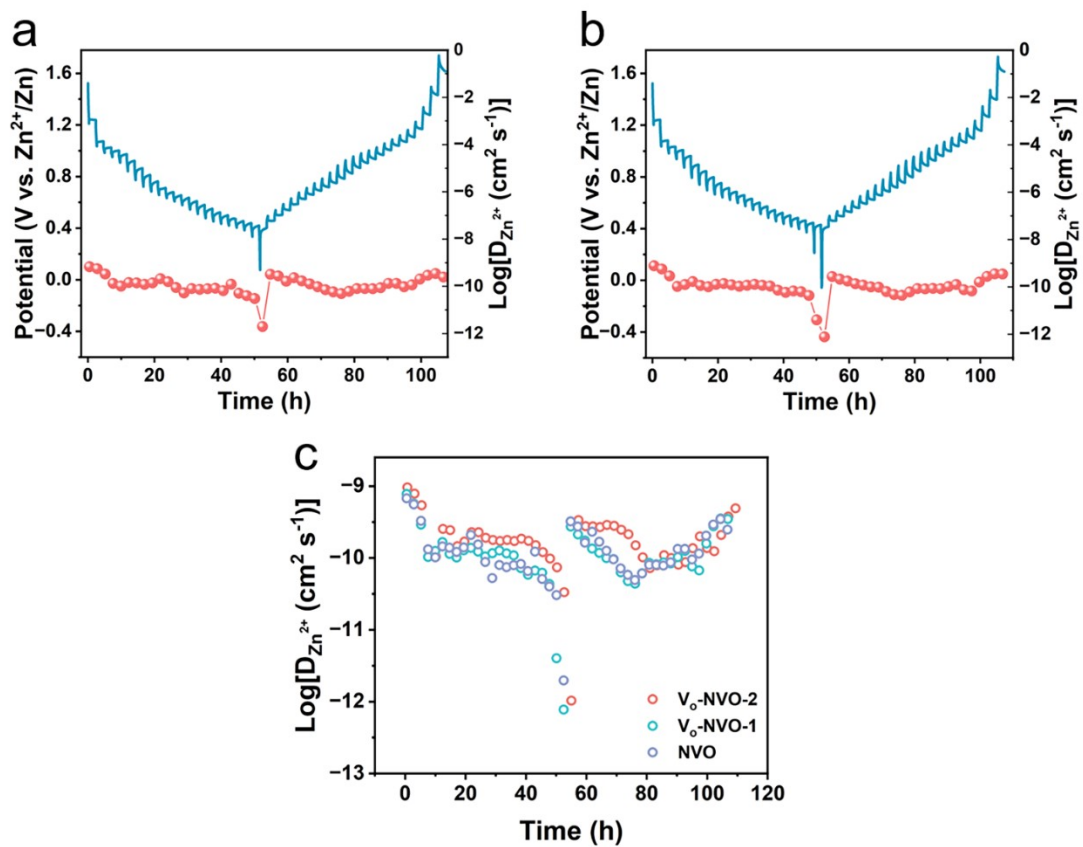 a
Potential (V vs. Zn²⁺/Zn)
1.6
1.2
0.8
0.4
0.0
−0.4
0
−2
−4
−6
−8
−10
−12
Log[D_Zn²⁺ (cm² s⁻¹)]
0 20 40 60 80 100
Time (h)
b
Potential (V vs. Zn²⁺/Zn)
1.6
1.2
0.8
0.4
0.0
−0.4
0
−2
−4
−6
−8
−10
−12
Log[D_Zn²⁺ (cm² s⁻¹)]
0 20 40 60 80 100
Time (h)
c
Log[D_Zn²⁺ (cm² s⁻¹)]
−9
−10
−11
−12
−13
Vₒ-NVO-2
Vₒ-NVO-1
NVO
0 20 40 60 80 100 120
Time (h)